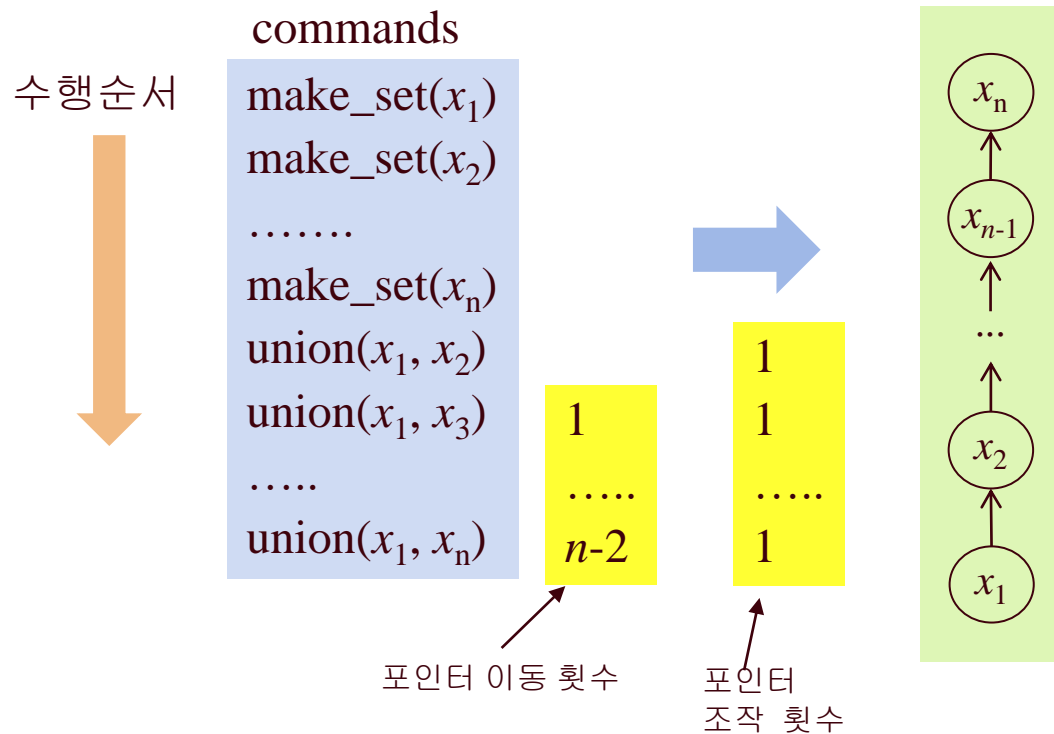 commands
수행순서
make_set(x₁)
make_set(x₂)
…….
make_set(xₙ)
union(x₁, x₂)
union(x₁, x₃)
…..
union(x₁, xₙ)
1
…..
n-2
포인터 이동 횟수
1
1
…..
1
포인터
조작 횟수
xₙ
xₙ₋₁
...
x₂
x₁